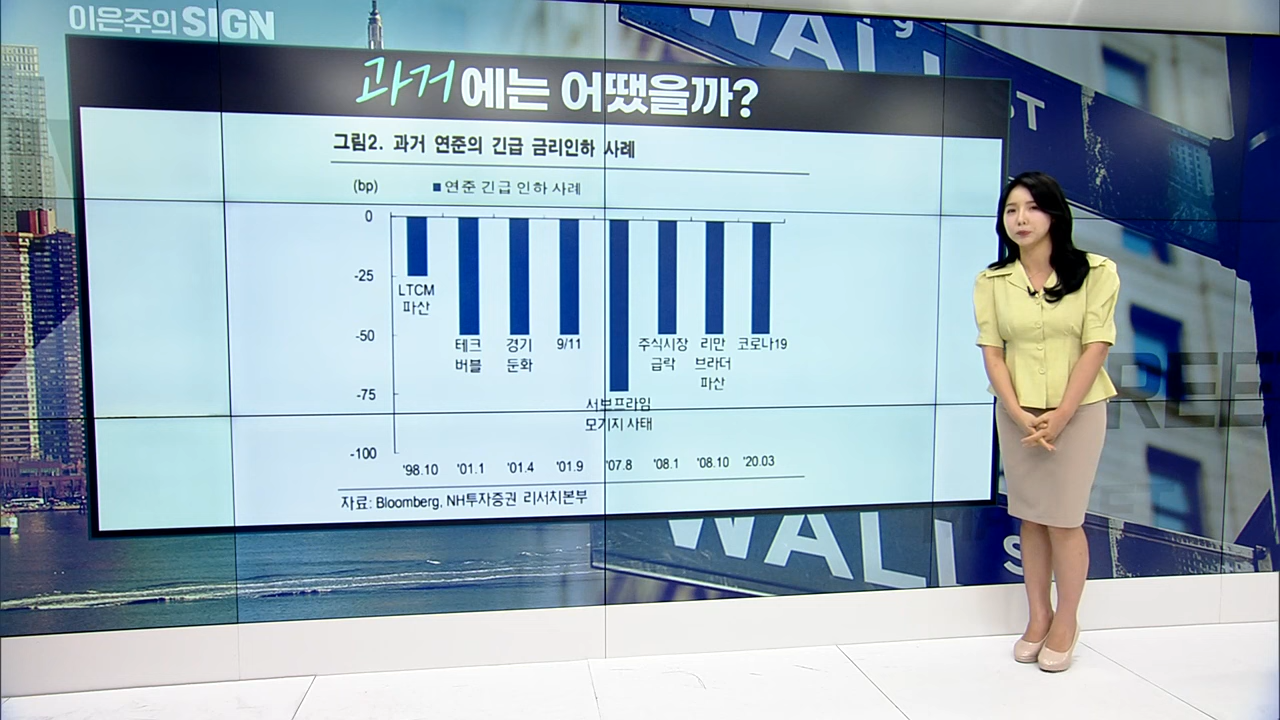 이은주의 SIGN
과거에는 어땠을까?
그림2. 과거 연준의 긴급 금리인하 사례
(bp)
■ 연준 긴급 인하 사례
0
-25
-50
-75
-100
LTCM
파산
테크
버블
경기
둔화
9/11
서브프라임
모기지 사태
주식시장
급락
리만
브라더
파산
코로나19
'98.10 '01.1 '01.4 '01.9 '07.8 '08.1 '08.10 '20.03
자료: Bloomberg, NH투자증권 리서치본부
WALL
ST
WALL
S
REE